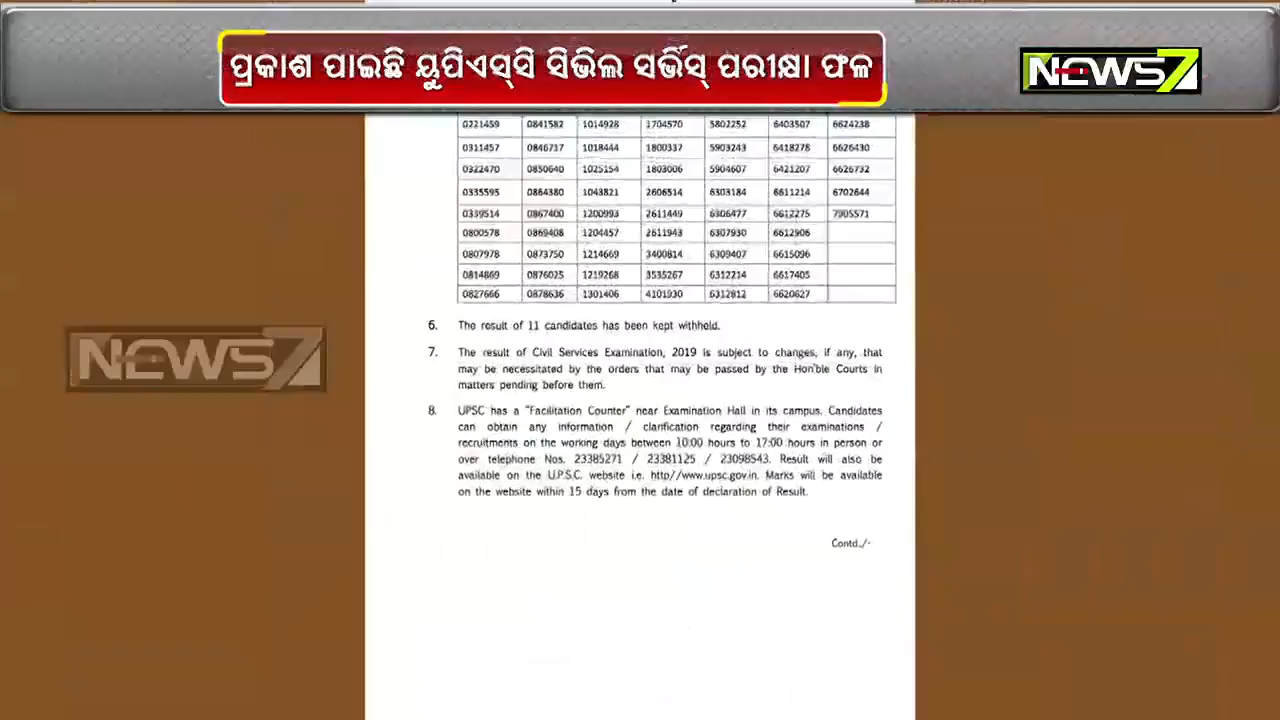 ପ୍ରକାଶ ପାଇଛି ୟୁପିଏସ୍‌ସି ସିଭିଲ ସର୍ଭିସ୍ ପରୀକ୍ଷା ଫଳ
NEWS7
0221459 0841582 1014928 1704570 5802252 6403507 6624238
0311457 0846717 1018444 1800337 5903243 6418278 6626430
0322470 0850640 1025154 1803006 5904607 6421207 6626732
0335595 0864380 1043821 2606514 6303184 6611214 6702644
0339514 0867400 1200993 2611449 6306477 6612275 7905571
0800578 0869408 1204457 2611943 6307930 6612906
0807978 0873750 1214669 3400814 6309407 6615096
0814869 0876025 1219268 3535267 6312214 6617405
0827666 0878636 1301406 4101930 6312812 6620627
6. The result of 11 candidates has been kept withheld.
7. The result of Civil Services Examination, 2019 is subject to changes, if any, that
may be necessitated by the orders that may be passed by the Hon'ble Courts in
matters pending before them.
8. UPSC has a "Facilitation Counter" near Examination Hall in its campus. Candidates
can obtain any information / clarification regarding their examinations /
recruitments on the working days between 10:00 hours to 17:00 hours in person or
over telephone Nos. 23385271 / 23381125 / 23098543. Result will also be
available on the U.P.S.C. website i.e. http//www.upsc.gov.in. Marks will be available
on the website within 15 days from the date of declaration of Result.
Contd../-
NEWS7